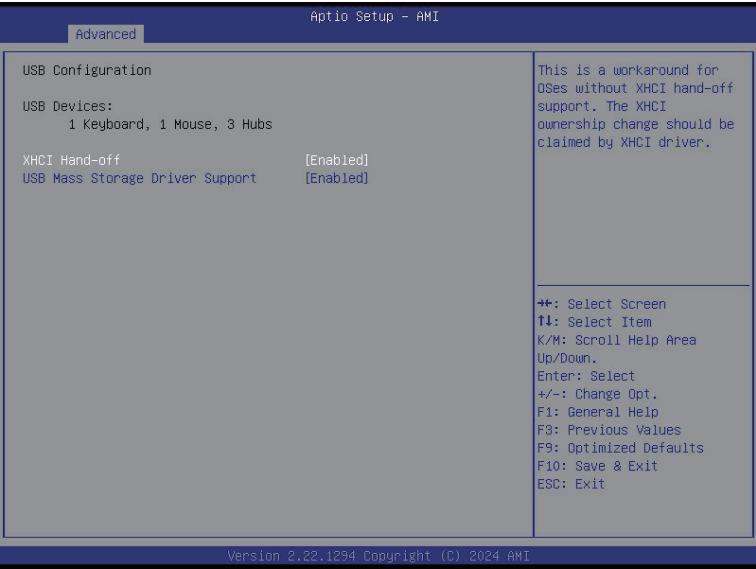 Aptio Setup – AMI
Advanced
USB Configuration
USB Devices:
1 Keyboard, 1 Mouse, 3 Hubs
XHCI Hand-off [Enabled]
USB Mass Storage Driver Support [Enabled]
This is a workaround for
OSes without XHCI hand-off
support. The XHCI
ownership change should be
claimed by XHCI driver.
→←: Select Screen
↑↓: Select Item
K/M: Scroll Help Area
Up/Down.
Enter: Select
+/-: Change Opt.
F1: General Help
F3: Previous Values
F9: Optimized Defaults
F10: Save & Exit
ESC: Exit
Version 2.22.1294 Copyright (C) 2024 AMI